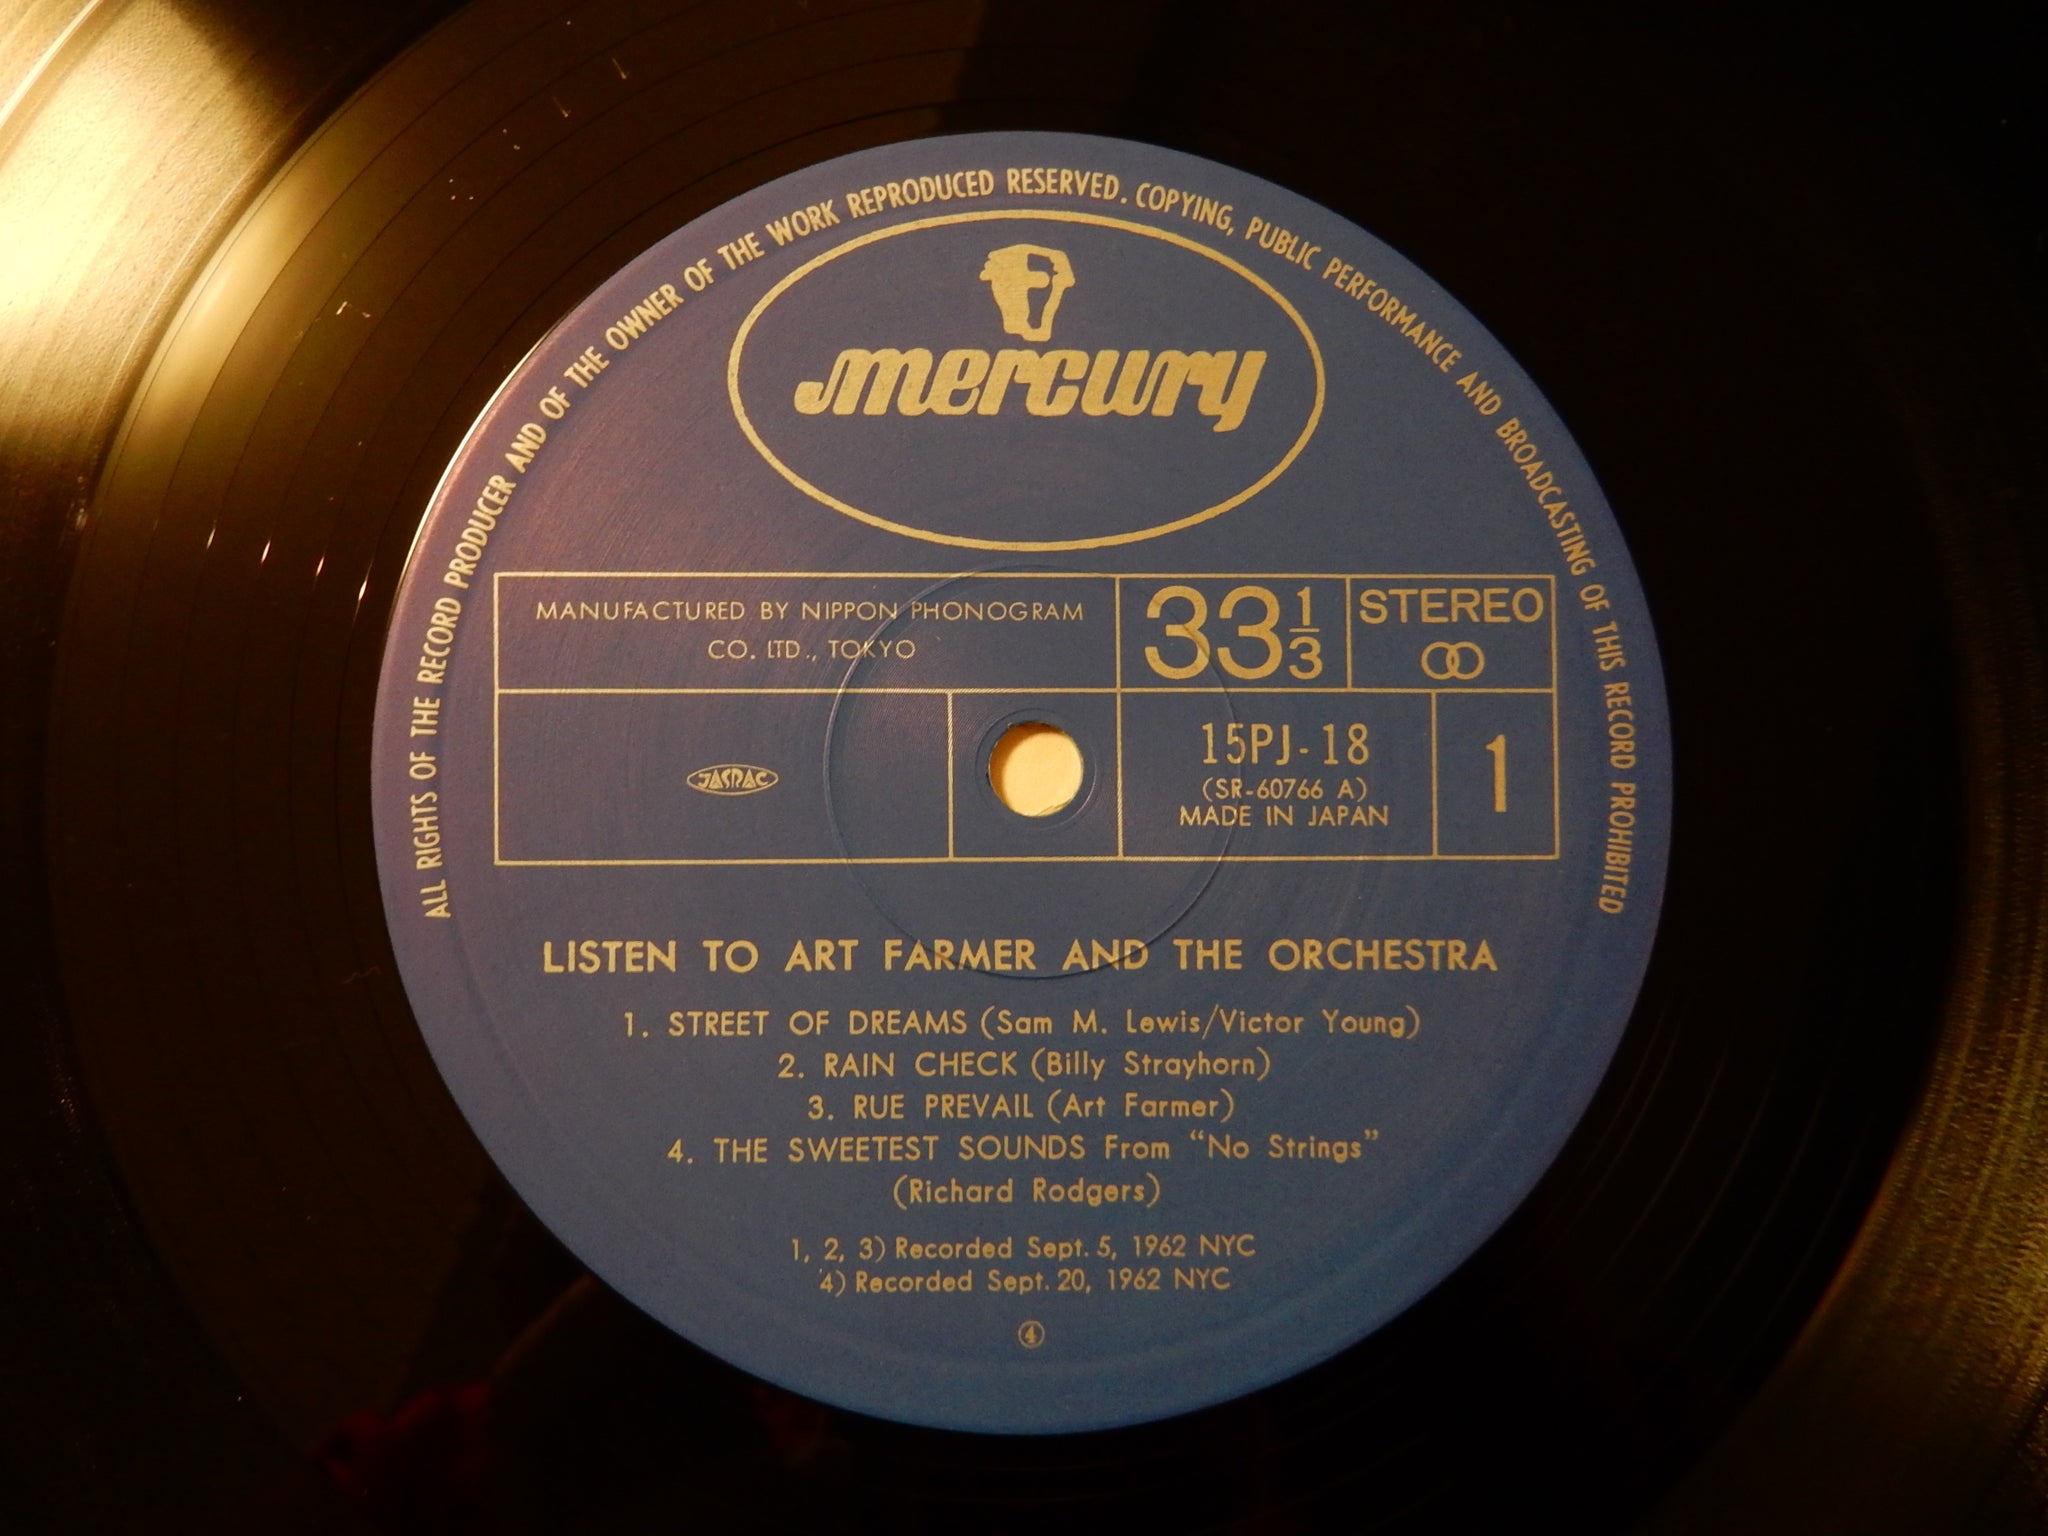 ALL RIGHTS OF THE RECORD PRODUCER AND OF THE OWNER OF THE WORK REPRODUCED RESERVED. COPYING, PUBLIC PERFORMANCE AND BROADCASTING OF THIS RECORD PROHIBITED
mercury
MANUFACTURED BY NIPPON PHONOGRAM
CO. LTD., TOKYO
33 1/3
STEREO
JASRAC
15PJ-18
(SR-60766 A)
MADE IN JAPAN
1
LISTEN TO ART FARMER AND THE ORCHESTRA
1. STREET OF DREAMS (Sam M. Lewis/Victor Young)
2. RAIN CHECK (Billy Strayhorn)
3. RUE PREVAIL (Art Farmer)
4. THE SWEETEST SOUNDS From “No Strings”
(Richard Rodgers)
1, 2, 3) Recorded Sept. 5, 1962 NYC
4) Recorded Sept. 20, 1962 NYC
④